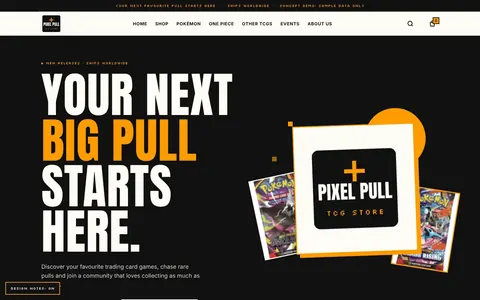 YOUR NEXT FAVOURITE PULL STARTS HERE SHIPS WORLDWIDE CONCEPT DEMO: SAMPLE DATA ONLY
PIXEL PULL
HOME SHOP POKÉMON ONE PIECE OTHER TCGS EVENTS ABOUT US
NEW RELEASES · SHIPS WORLDWIDE
YOUR NEXT
BIG PULL
STARTS
HERE.
PIXEL PULL
TCG STORE
Discover your favourite trading card games, chase rare
pulls and join a community that loves collecting as much as
DESIGN NOTES: ON